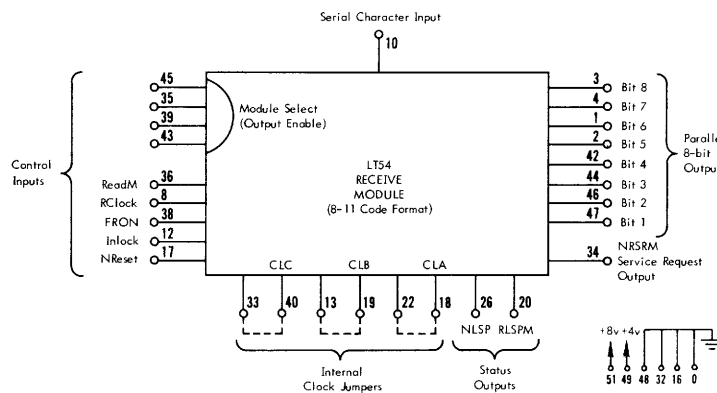 Serial Character Input
10
45
35
39
43
Module Select
(Output Enable)
Control
Inputs
ReadM 36
RClock 8
FRON 38
Inlock 12
NReset 17
LT54
RECEIVE
MODULE
(8-11 Code Format)
3 Bit 8
4 Bit 7
1 Bit 6
2 Bit 5
42 Bit 4
44 Bit 3
46 Bit 2
47 Bit 1
Paralle
8-bit
Output
34 NRSRM
Service Request
Output
CLC CLB CLA
33 40 13 19 22 18 26 20
NLSP RLSPM
Internal
Clock Jumpers
Status
Outputs
+8v +4v
51 49 48 32 16 0